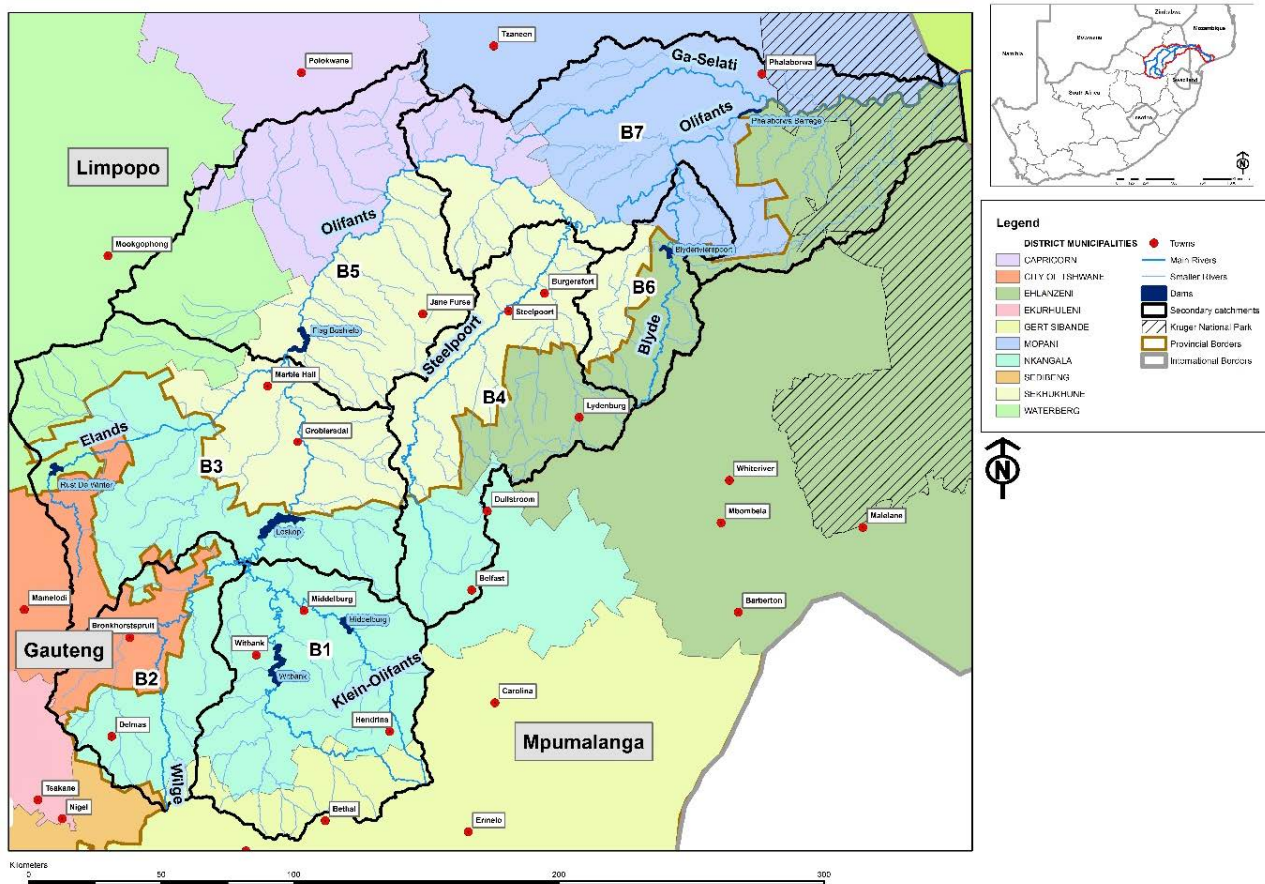 Tzaneen
Polokwane
Ga-Selati
Phalaborwa
Olifants
Phalaborwa Barrage
B7
Limpopo
Olifants
Mookgophong
B5
B6
Burgersfort
Jane Furse
Steelpoort
Steelpoort
Blyde
Flag Boshielo
Marble Hall
B4
Lydenburg
Groblersdal
Elands
B3
Rust De Winter
Whiteriver
Dullstroom
Mbombela
Malelane
Loskop
Belfast
Mamelodi
Middelburg
Barberton
Bronkhorstspruit
Middelburg
Gauteng
Witbank
B1
B2
Witbank
Klein-Olifants
Carolina
Delmas
Hendrina
Mpumalanga
Wilge
Tsakane
Nigel
Bethal
Ermelo
Kilometers
0 50 100 200 300
Zimbabwe
Mozambique
Botswana
Namibia
South Africa
Swaziland
N
Legend
DISTRICT MUNICIPALITIES
CAPRICORN
CITY OF TSHWANE
EHLANZENI
EKURHULENI
GERT SIBANDE
MOPANI
NKANGALA
SEDIBENG
SEKHUKHUNE
WATERBERG
Towns
Main Rivers
Smaller Rivers
Dams
Secondary catchments
Kruger National Park
Provincial Borders
International Borders
N